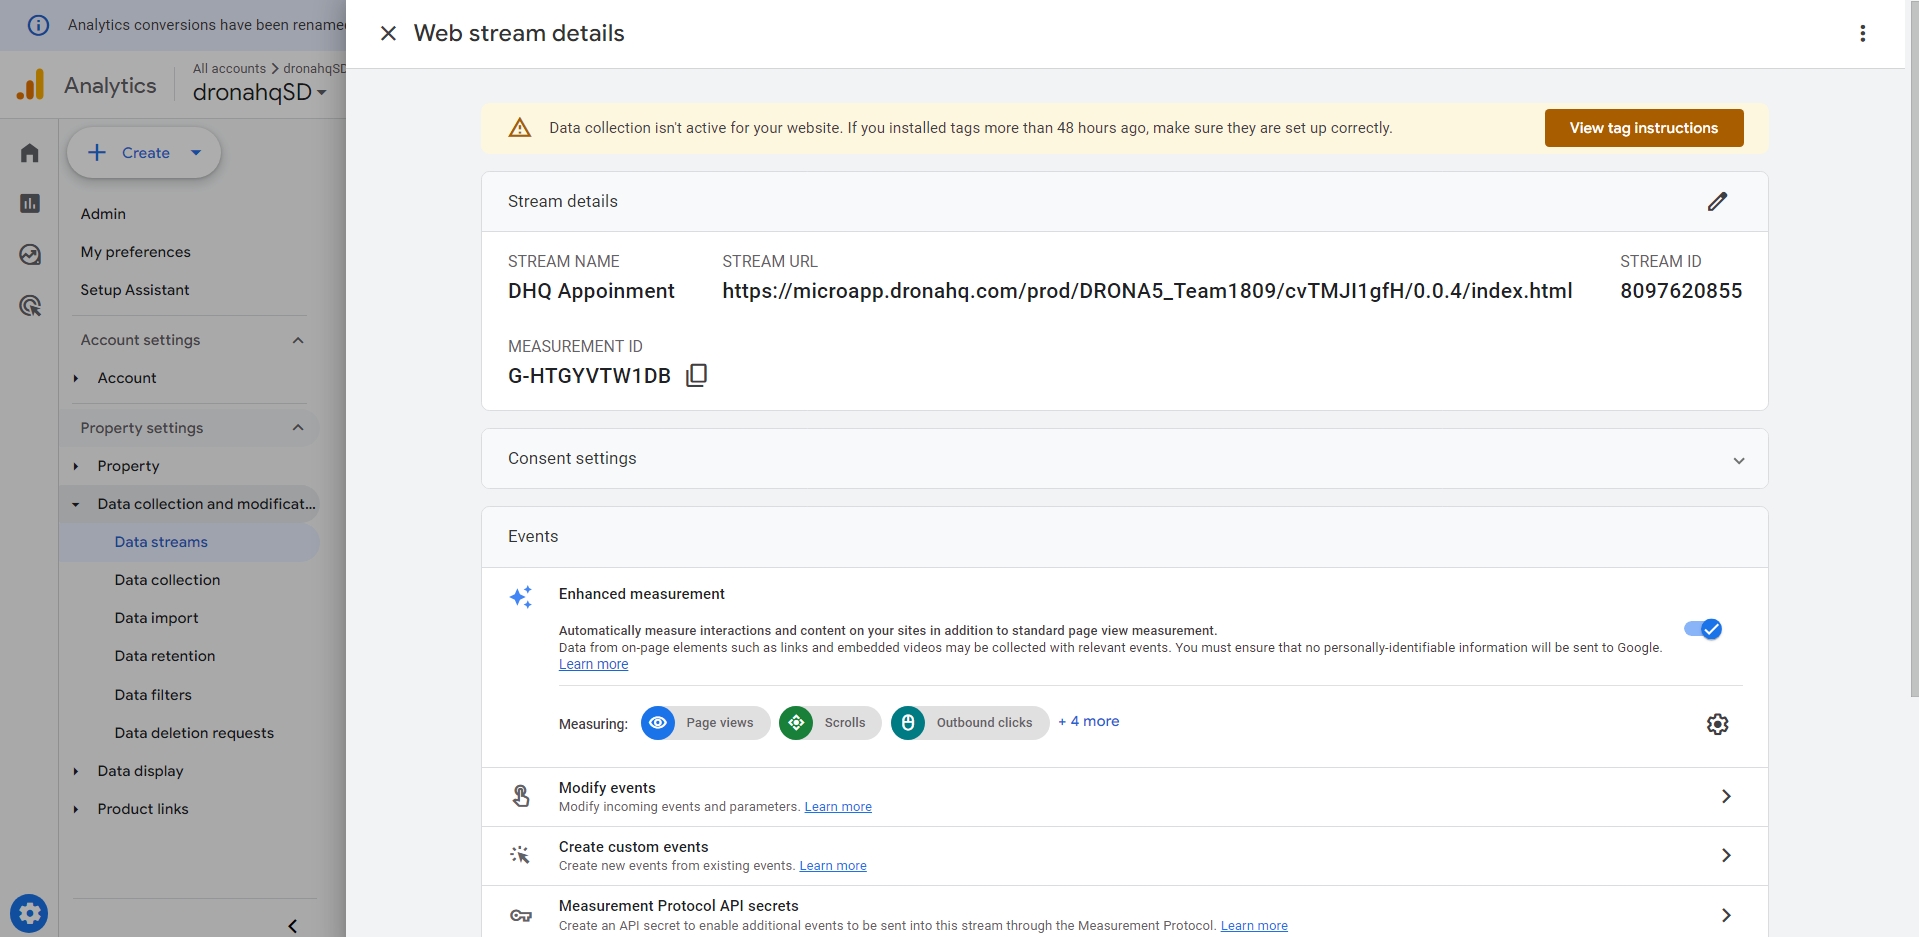 Analytics conversions have been rename
Analytics
All accounts > dronahqSD
dronahqSD
Create
Admin
My preferences
Setup Assistant
Account settings
Account
Property settings
Property
Data collection and modificat...
Data streams
Data collection
Data import
Data retention
Data filters
Data deletion requests
Data display
Product links
Web stream details
Data collection isn't active for your website. If you installed tags more than 48 hours ago, make sure they are set up correctly.
View tag instructions
Stream details
STREAM NAME STREAM URL STREAM ID
DHQ Appoinment https://microapp.dronahq.com/prod/DRONA5_Team1809/cvTMJI1gfH/0.0.4/index.html 8097620855
MEASUREMENT ID
G-HTGYVTW1DB
Consent settings
Events
Enhanced measurement
Automatically measure interactions and content on your sites in addition to standard page view measurement.
Data from on-page elements such as links and embedded videos may be collected with relevant events. You must ensure that no personally-identifiable information will be sent to Google.
Learn more
Measuring: Page views Scrolls Outbound clicks + 4 more
Modify events
Modify incoming events and parameters. Learn more
Create custom events
Create new events from existing events. Learn more
Measurement Protocol API secrets
Create an API secret to enable additional events to be sent into this stream through the Measurement Protocol. Learn more